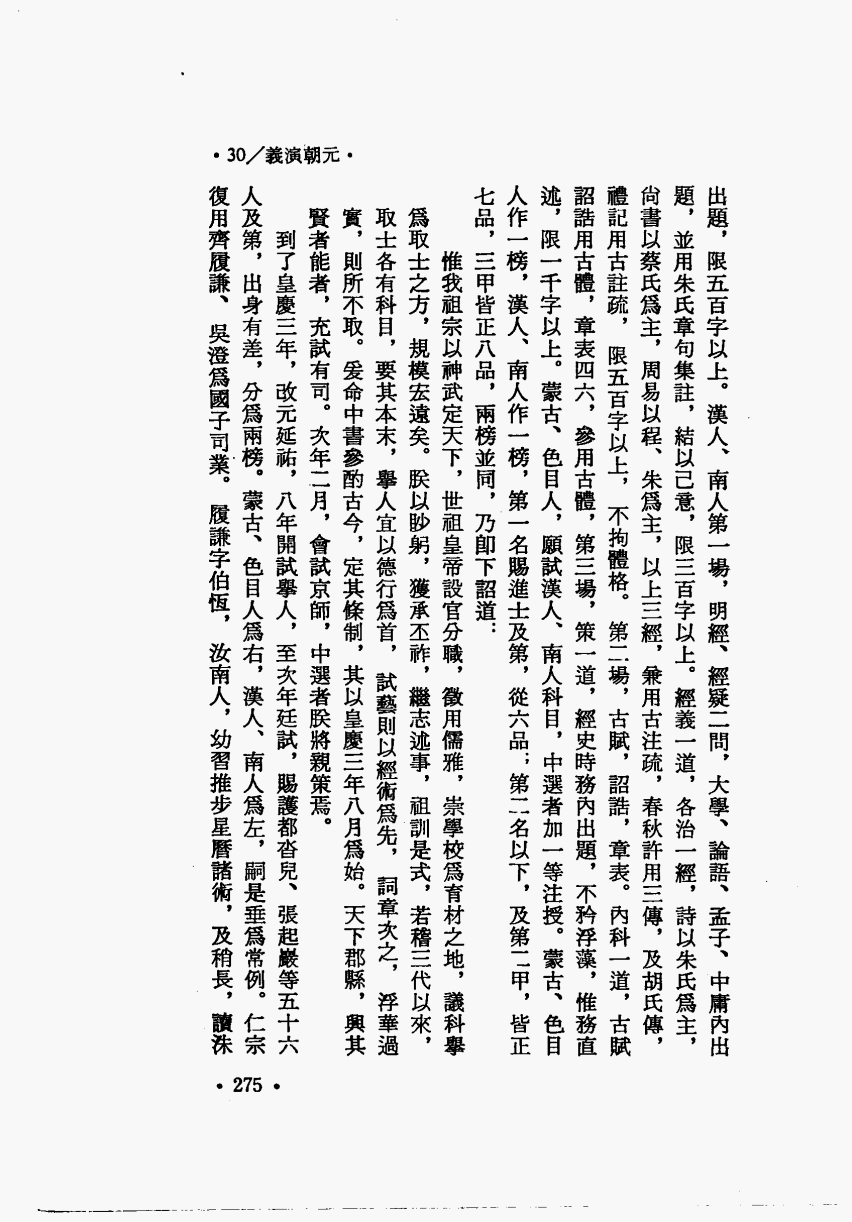 •30／義演朝元•
出題，限五百字以上。漢人、南人第一場，明經、經疑二問，大學、論語、孟子、中庸內出
題，並用朱氏章句集註，結以己意，限三百字以上。經義一道，各治一經，詩以朱氏爲主，
尙書以蔡氏爲主，周易以程、朱爲主，以上三經，兼用古注疏，春秋許用三傳，及胡氏傳，
禮記用古註疏，限五百字以上，不拘體格。第二場，古賦，詔誥，章表。內科一道，古賦
詔誥用古體，章表四六，參用古體，第三場，策一道，經史時務內出題，不矜浮藻，惟務直
述，限一千字以上。蒙古、色目人，願試漢人、南人科目，中選者加一等注授。蒙古、色目
人作一榜，漢人、南人作一榜，第一名賜進士及第，從六品；第二名以下，及第二甲，皆正
七品，三甲皆正八品，兩榜並同，乃卽下詔道：
惟我祖宗以神武定天下，世祖皇帝設官分職，徵用儒雅，崇學校爲育材之地，議科擧
爲取士之方，規模宏遠矣。朕以眇躬，獲承丕祚，繼志述事，祖訓是式，若稽三代以來，
取士各有科目，要其本末，擧人宜以德行爲首，試藝則以經術爲先，詞章次之，浮華過
實，則所不取。爰命中書參酌古今，定其條制，其以皇慶三年八月爲始。天下郡縣，興其
賢者能者，充試有司。次年二月，會試京師，中選者朕將親策焉。
到了皇慶三年，改元延祐，八年開試擧人，至次年廷試，賜護都沓兒、張起巖等五十六
人及第，出身有差，分爲兩榜。蒙古、色目人爲右，漢人、南人爲左，嗣是垂爲常例。仁宗
復用齊履謙、吳澄爲國子司業。履謙字伯恆，汝南人，幼習推步星曆諸術，及稍長，讀洙
•275•